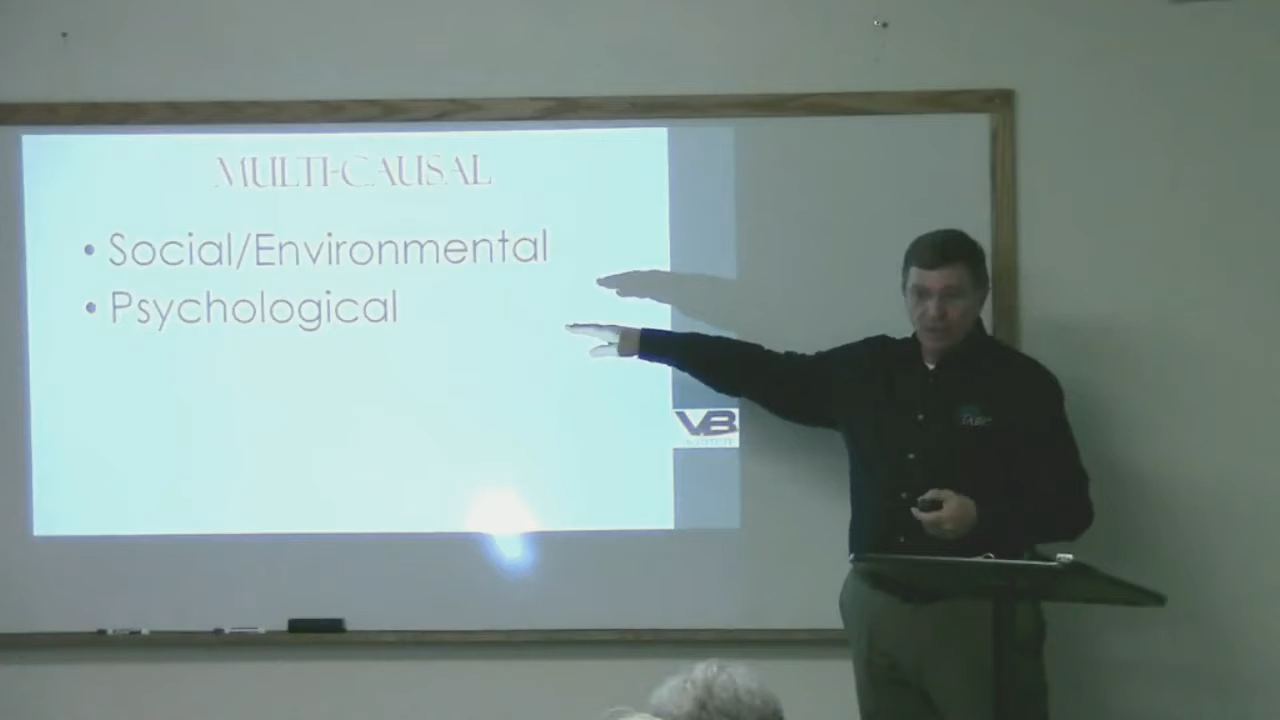 MULTI-CAUSAL
• Social/Environmental
• Psychological
VB